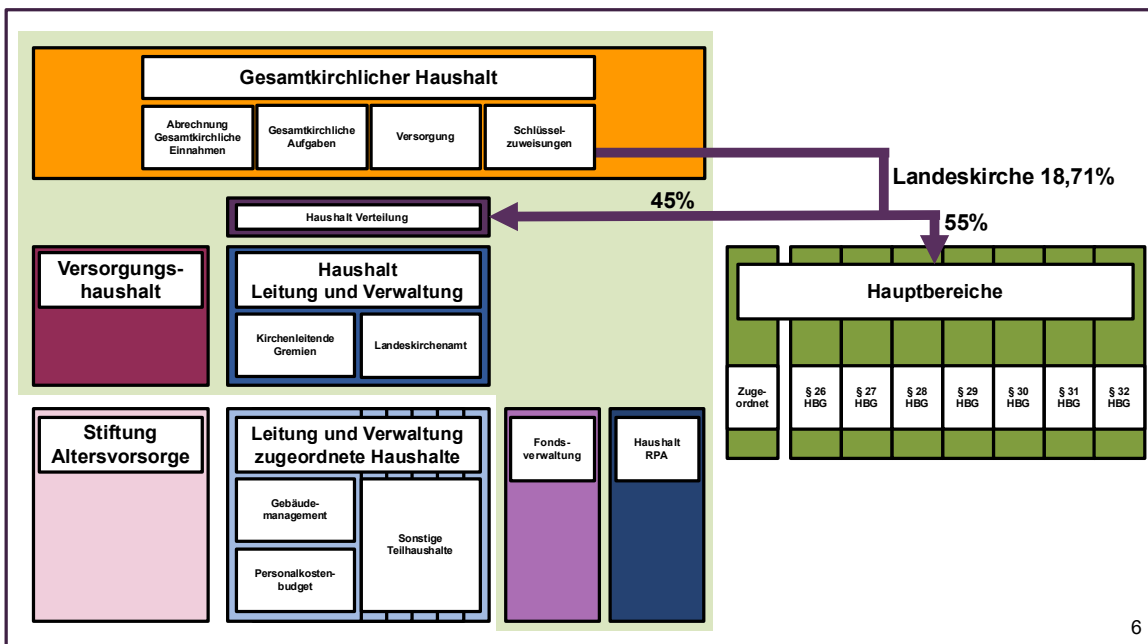 Gesamtkirchlicher Haushalt
Abrechnung
Gesamtkirchliche
Einnahmen
Gesamtkirchliche
Aufgaben
Versorgung
Schlüssel-
zuweisungen
Landeskirche 18,71%
45%
55%
Haushalt Verteilung
Versorgungs-
haushalt
Haushalt
Leitung und Verwaltung
Kirchenleitende
Gremien
Landeskirchenamt
Hauptbereiche
Zuge-
ordnet
§ 26
HBG
§ 27
HBG
§ 28
HBG
§ 29
HBG
§ 30
HBG
§ 31
HBG
§ 32
HBG
Stiftung
Altersvorsorge
Leitung und Verwaltung
zugeordnete Haushalte
Gebäude-
management
Personalkosten-
budget
Sonstige
Teilhaushalte
Fonds-
verwaltung
Haushalt
RPA
6